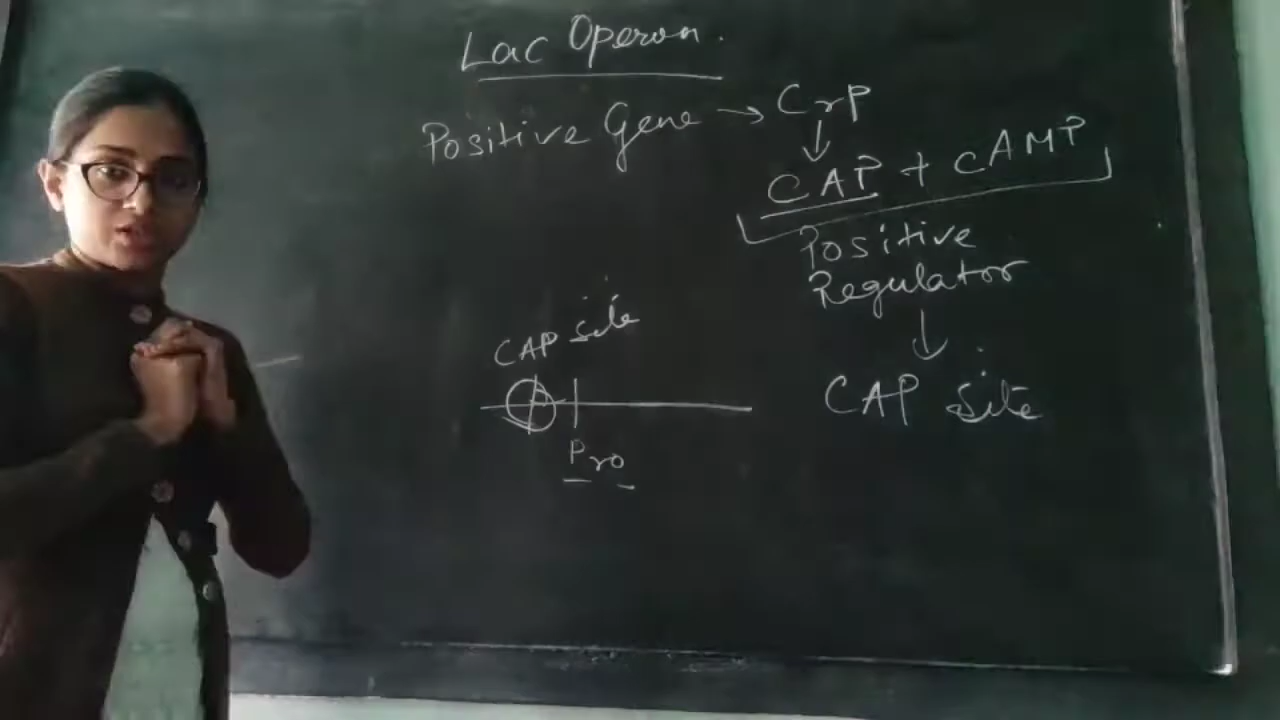 Lac Operon.
Positive Gene → CrP
↓
CAP + cAMP
Positive
Regulator
↓
CAP Site
CAP site
Pro